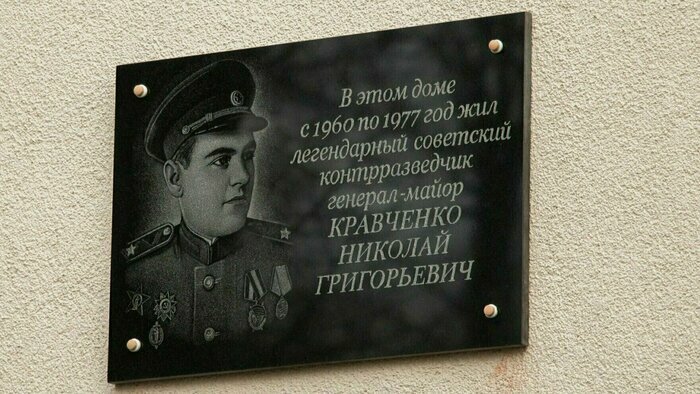 В этом доме
с 1960 по 1977 год жил
легендарный советский
контрразведчик
генерал-майор
КРАВЧЕНКО
НИКОЛАЙ
ГРИГОРЬЕВИЧ